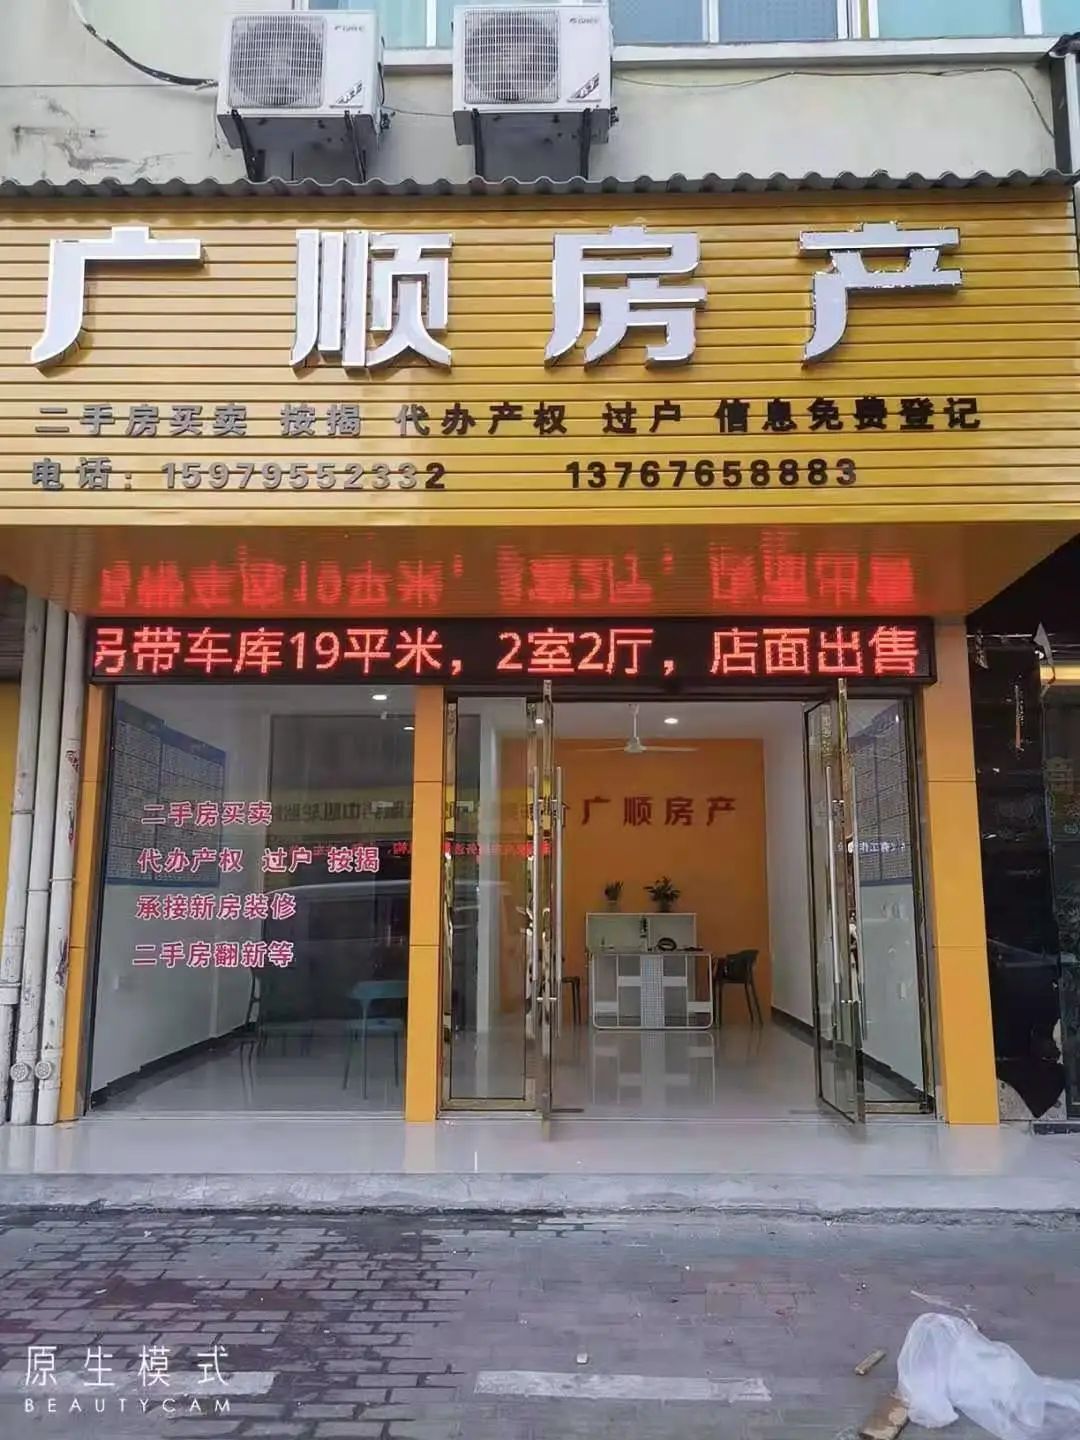 广顺房产
二手房买卖 按揭 代办产权 过户 信息免费登记
电话：15979552332 13767658883
带车库19平米，2室2厅，店面出售
二手房买卖
代办产权 过户 按揭
承接新房装修
二手房翻新等
广顺房产
原生模式
BEAUTYCAM